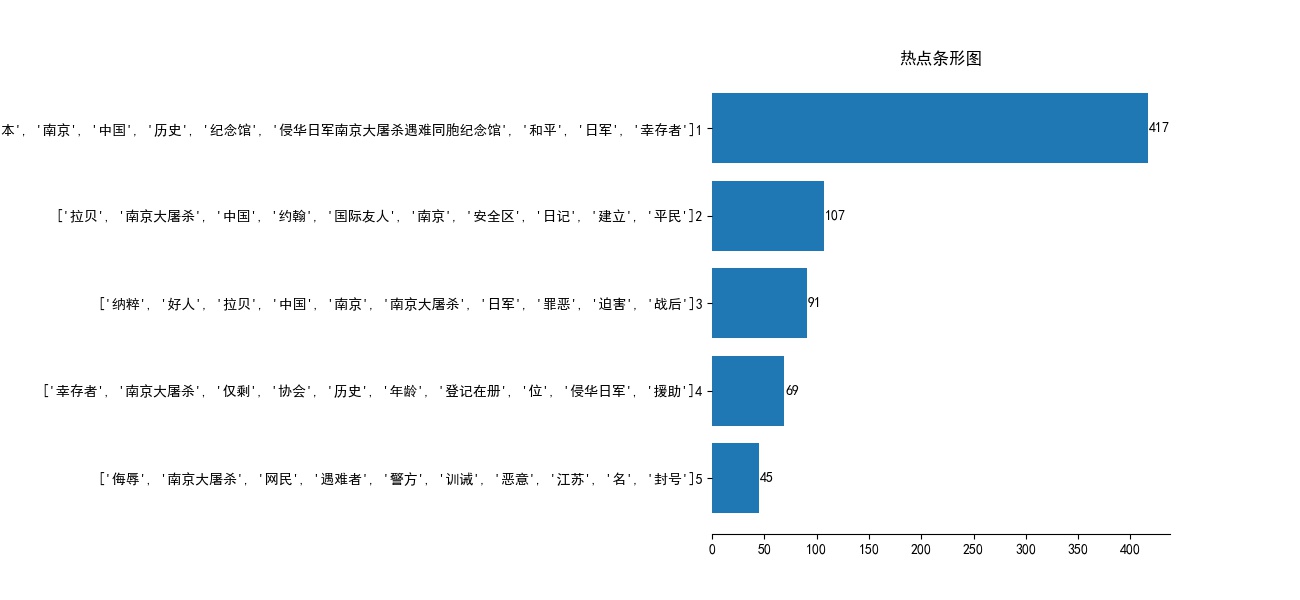 热点条形图
本', '南京', '中国', '历史', '纪念馆', '侵华日军南京大屠杀遇难同胞纪念馆', '和平', '日军', '幸存者']1
417
['拉贝', '南京大屠杀', '中国', '约翰', '国际友人', '南京', '安全区', '日记', '建立', '平民']2
107
['纳粹', '好人', '拉贝', '中国', '南京', '南京大屠杀', '日军', '罪恶', '迫害', '战后']3
91
['幸存者', '南京大屠杀', '仅剩', '协会', '历史', '年龄', '登记在册', '位', '侵华日军', '援助']4
69
['侮辱', '南京大屠杀', '网民', '遇难者', '警方', '训诫', '恶意', '江苏', '名', '封号']5
45
0 50 100 150 200 250 300 350 400